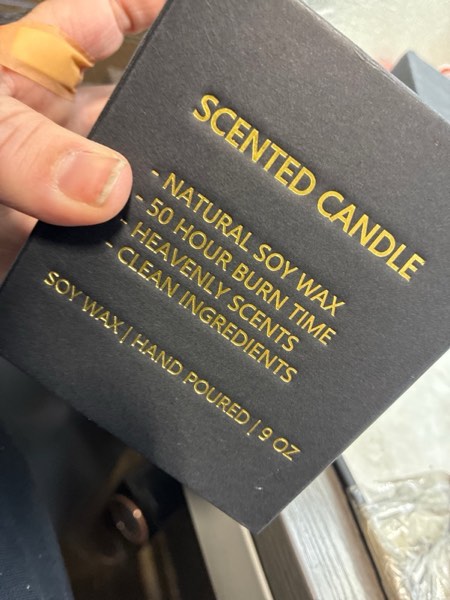 SCENTED CANDLE
- NATURAL SOY WAX
- 50 HOUR BURN TIME
- HEAVENLY SCENTS
- CLEAN INGREDIENTS
SOY WAX | HAND POURED | 9 OZ